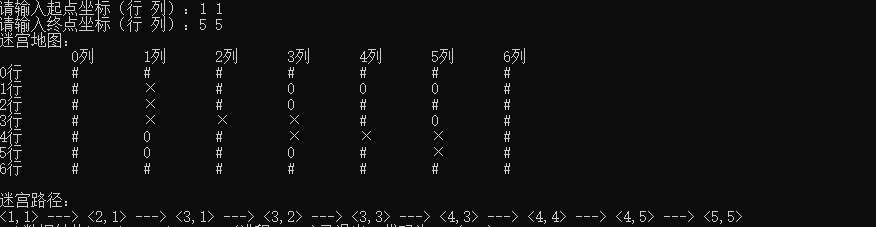 请输入起点坐标（行 列）：1 1
请输入终点坐标（行 列）：5 5
迷宫地图：
0列 1列 2列 3列 4列 5列 6列
0行 # # # # # # #
1行 # × # 0 0 0 #
2行 # × # 0 # 0 #
3行 # × × × # 0 #
4行 # 0 # × × × #
5行 # 0 # 0 # × #
6行 # # # # # # #
迷宫路径：
<1,1> ---> <2,1> ---> <3,1> ---> <3,2> ---> <3,3> ---> <4,3> ---> <4,4> ---> <4,5> ---> <5,5>